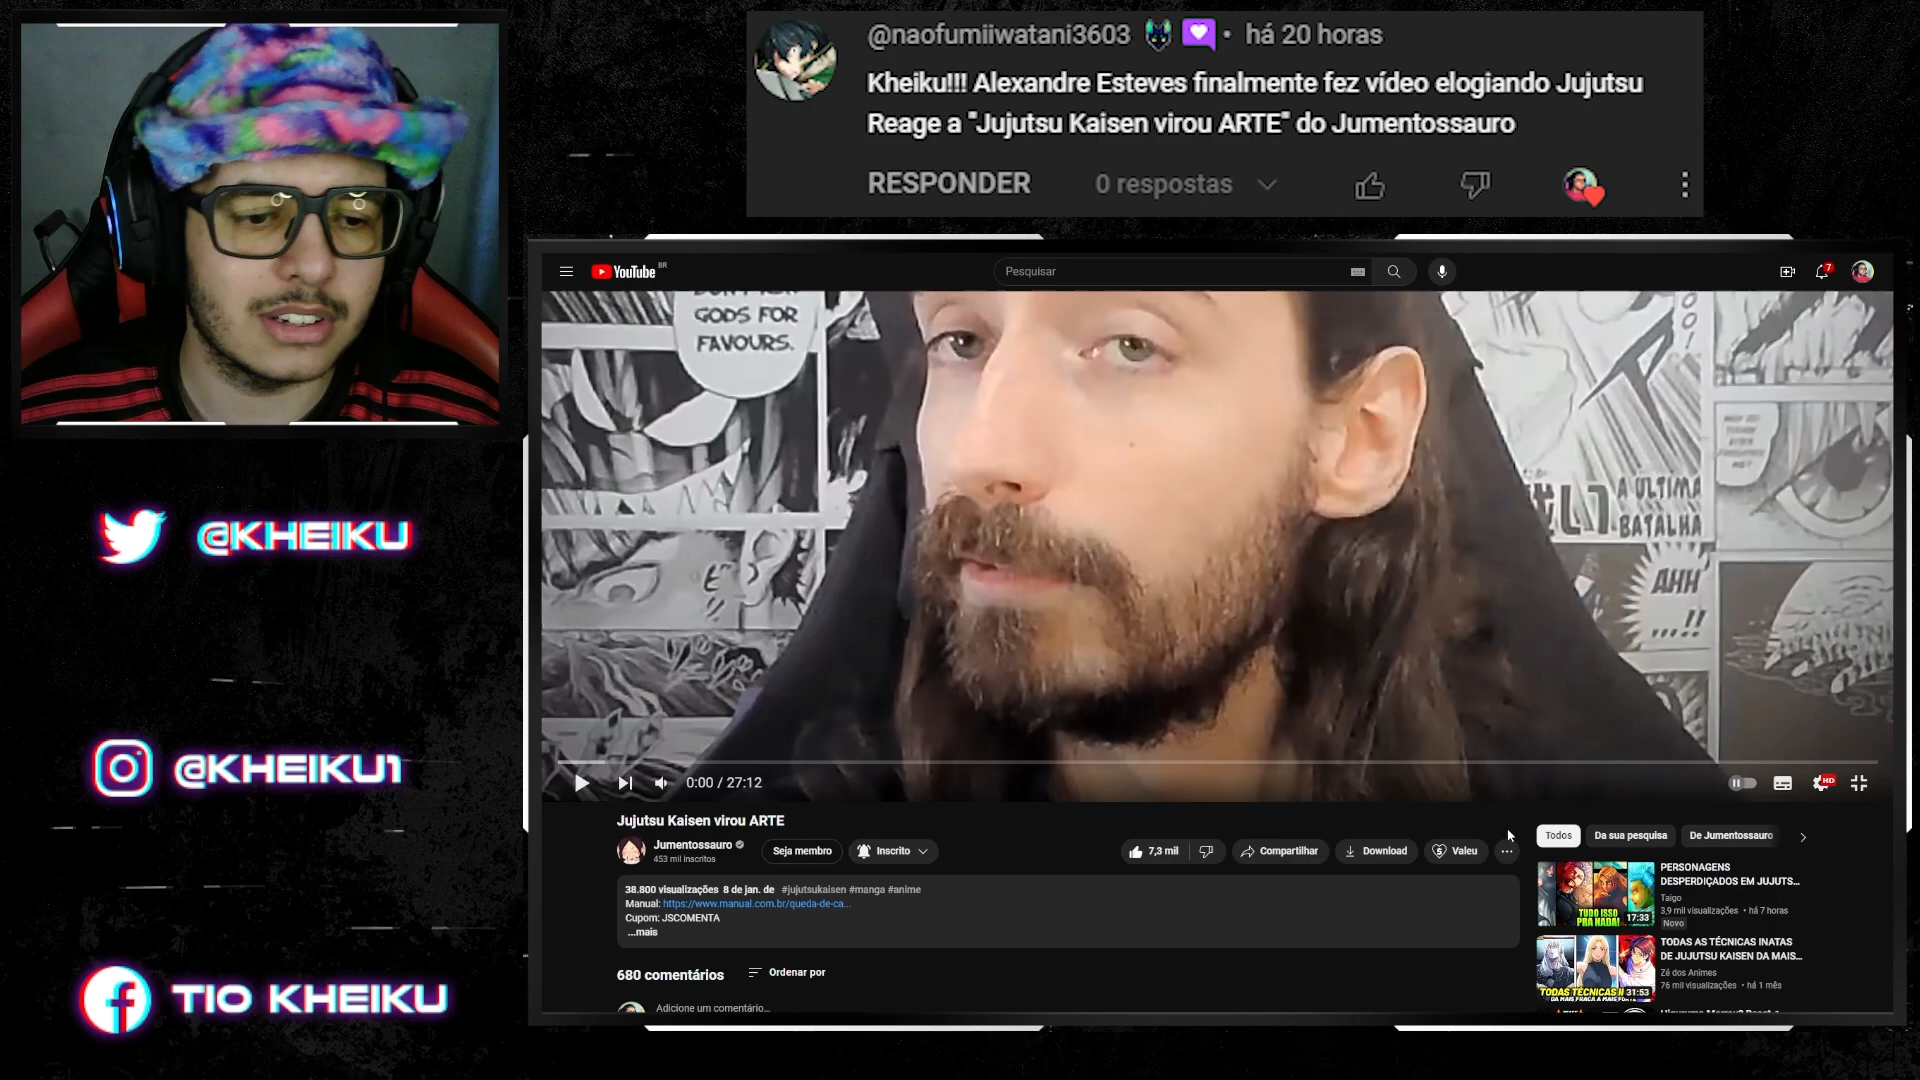 @naofumiiwatani3603 • há 20 horas
Kheiku!!! Alexandre Esteves finalmente fez vídeo elogiando Jujutsu
Reage a "Jujutsu Kaisen virou ARTE" do Jumentossauro
RESPONDER 0 respostas
@KHEIKU
@KHEIKU1
TIO KHEIKU
YouTube BR
Pesquisar
7
GODS FOR
FAVOURS.
A ULTIMA
BATALHA
AHH
...!!
0:00 / 27:12
HD
Jujutsu Kaisen virou ARTE
Jumentossauro
453 mil inscritos
Seja membro
Inscrito
7,3 mil
Compartilhar
Download
Valeu
38.800 visualizações 8 de jan. de #jujutsukaisen #manga #anime
Manual: https://www.manual.com.br/queda-de-ca...
Cupom: JSCOMENTA
...mais
680 comentários
Ordenar por
Adicione um comentário...
Todos
Da sua pesquisa
De Jumentossauro
TUDO ISSO
PRA NADA!
17:33
PERSONAGENS
DESPERDIÇADOS EM JUJUTS...
Taigo
3,9 mil visualizações • há 7 horas
Novo
TODAS TÉCNICAS
31:53
TODAS AS TÉCNICAS INATAS
DE JUJUTSU KAISEN DA MAIS...
Zé dos Animes
76 mil visualizações • há 1 mês